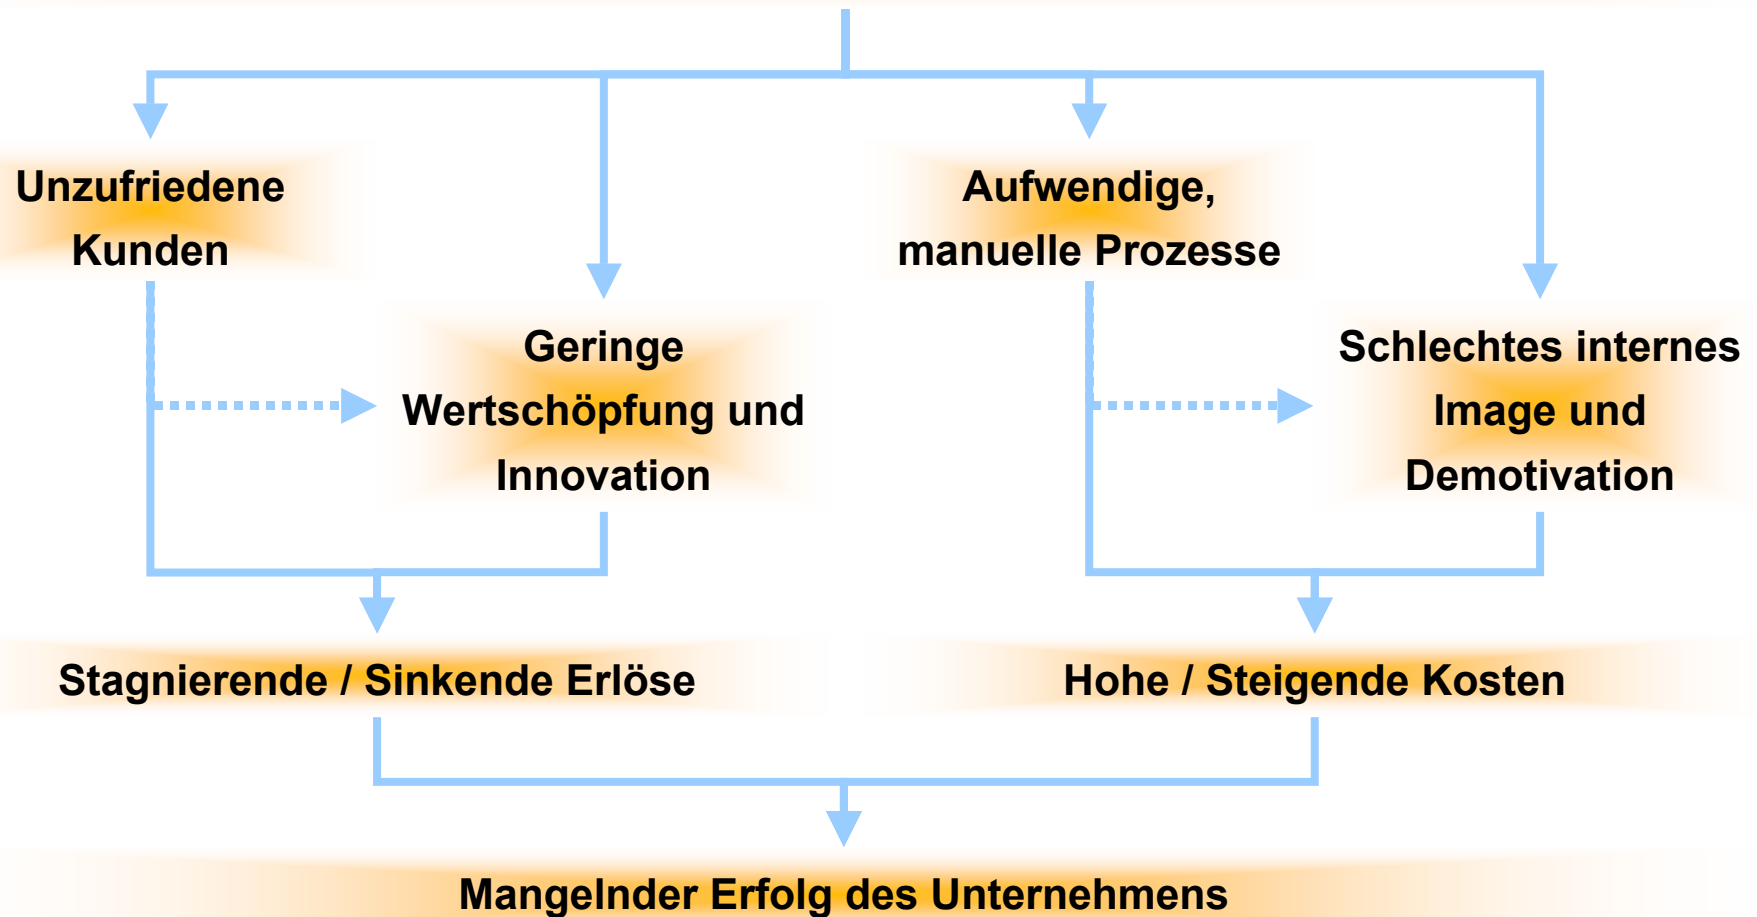 Unzufriedene
Kunden
Aufwendige,
manuelle Prozesse
Geringe
Wertschöpfung und
Innovation
Schlechtes internes
Image und
Demotivation
Stagnierende / Sinkende Erlöse
Hohe / Steigende Kosten
Mangelnder Erfolg des Unternehmens